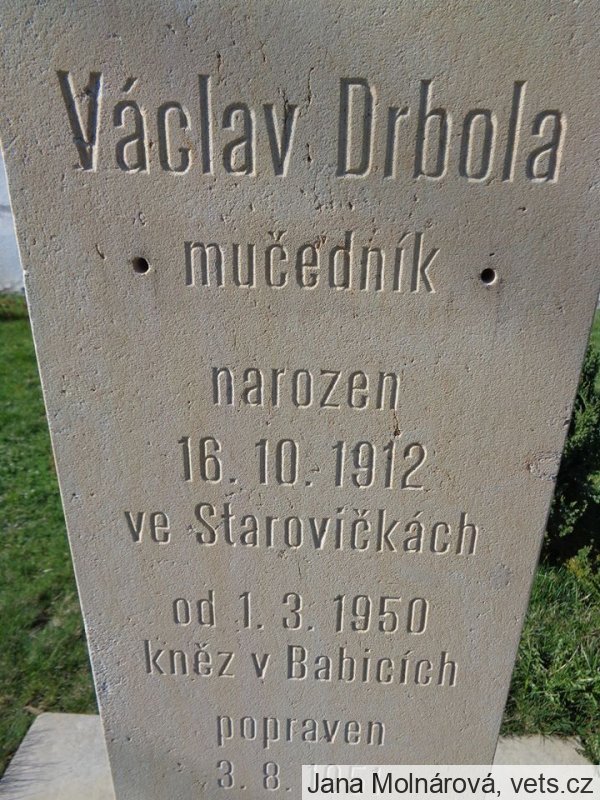 Václav Drbola
mučedník
narozen
16. 10. 1912
ve Starovičkách
od 1. 3. 1950
kněz v Babicích
popraven
3. 8.
Jana Molnárová, vets.cz